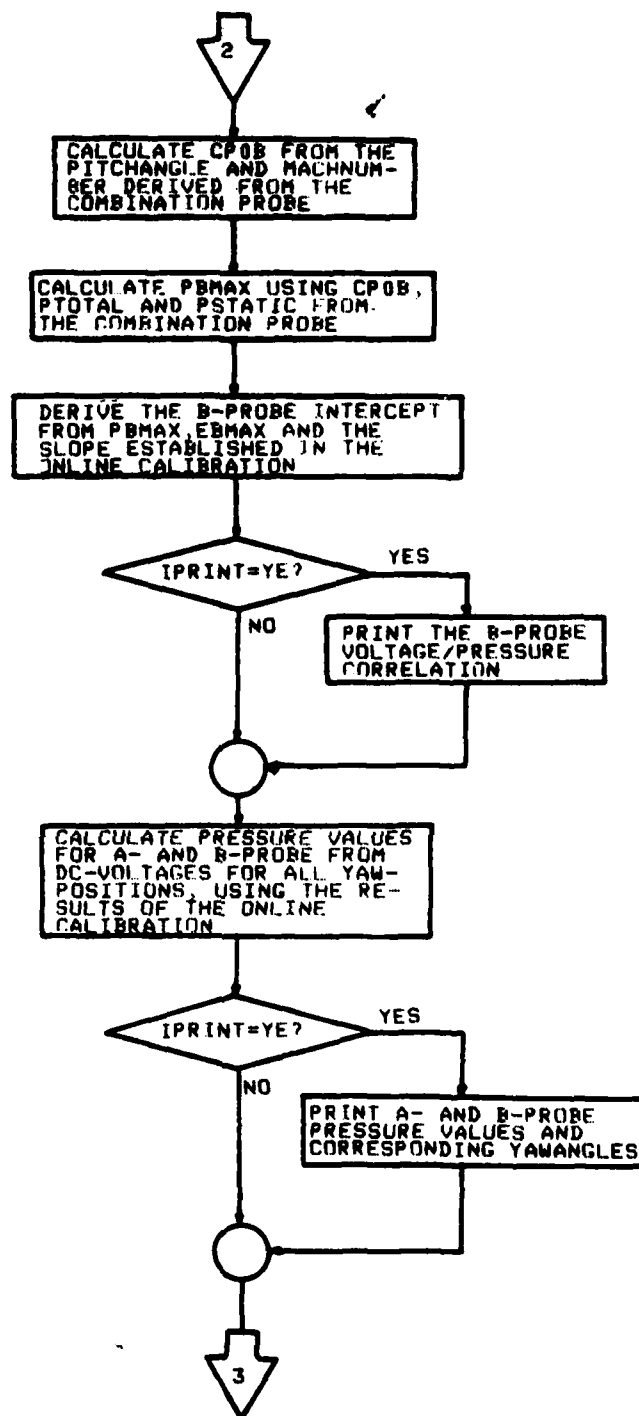 2
CALCULATE CP0B FROM THE
PITCHANGLE AND MACHNUM-
BER DERIVED FROM THE
COMBINATION PROBE
CALCULATE PBMAX USING CP0B,
PTOTAL AND PSTATIC FROM
THE COMBINATION PROBE
DERIVE THE B-PROBE INTERCEPT
FROM PBMAX,EBMAX AND THE
SLOPE ESTABLISHED IN THE
ONLINE CALIBRATION
IPRINT=YE?
YES
NO
PRINT THE B-PROBE
VOLTAGE/PRESSURE
CORRELATION
CALCULATE PRESSURE VALUES
FOR A- AND B-PROBE FROM
DC-VOLTAGES FOR ALL YAW-
POSITIONS, USING THE RE-
SULTS OF THE ONLINE
CALIBRATION
IPRINT=YE?
YES
NO
PRINT A- AND B-PROBE
PRESSURE VALUES AND
CORRESPONDING YAWANGLES
3